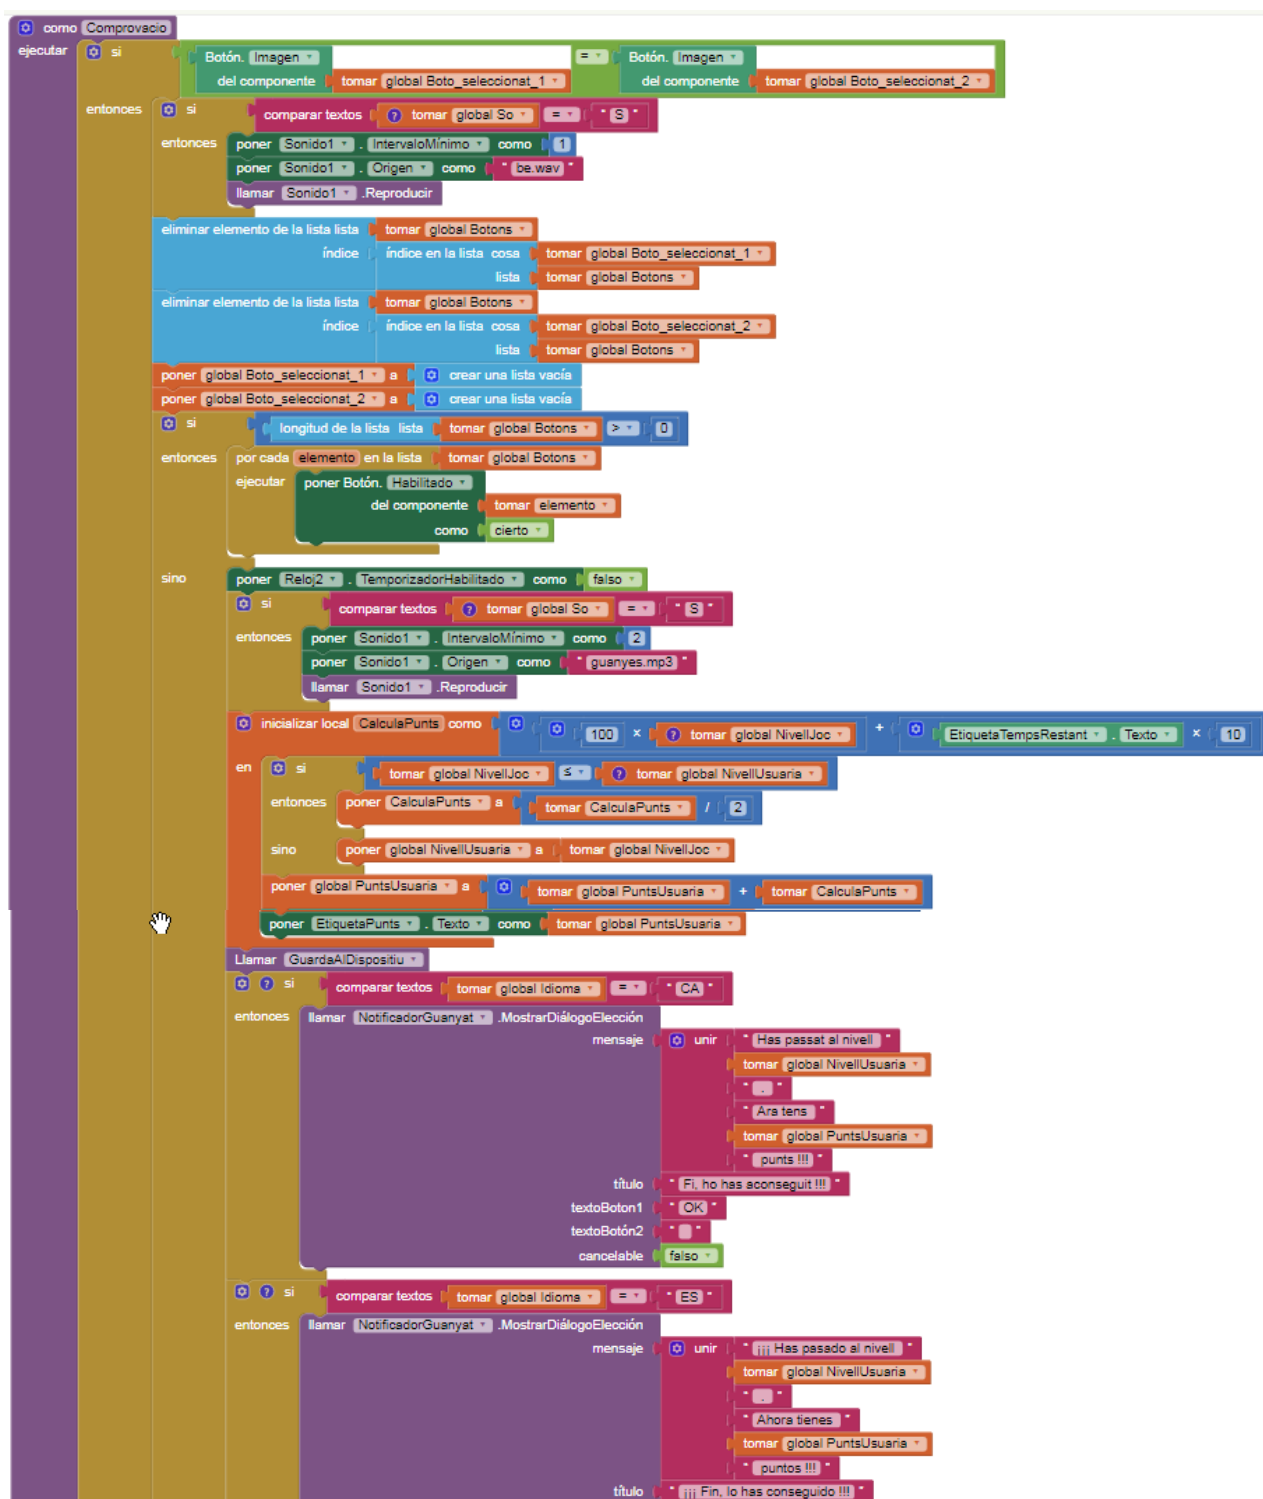 como Comprovacio
ejecutar si Botón. Imagen = Botón. Imagen
del componente tomar global Boto_seleccionat_1 del componente tomar global Boto_seleccionat_2
entonces si comparar textos tomar global So = " S "
entonces poner Sonido1 . IntervaloMínimo como 1
poner Sonido1 . Origen como " be.wav "
llamar Sonido1 .Reproducir
eliminar elemento de la lista lista tomar global Botons
índice índice en la lista cosa tomar global Boto_seleccionat_1
lista tomar global Botons
eliminar elemento de la lista lista tomar global Botons
índice índice en la lista cosa tomar global Boto_seleccionat_2
lista tomar global Botons
poner global Boto_seleccionat_1 a crear una lista vacía
poner global Boto_seleccionat_2 a crear una lista vacía
si longitud de la lista lista tomar global Botons > 0
entonces por cada elemento en la lista tomar global Botons
ejecutar poner Botón. Habilitado
del componente tomar elemento
como cierto
sino poner Reloj2 . TemporizadorHabilitado como falso
si comparar textos tomar global So = " S "
entonces poner Sonido1 . IntervaloMínimo como 2
poner Sonido1 . Origen como " guanyes.mp3 "
llamar Sonido1 .Reproducir
inicializar local CalculaPunts como 100 × tomar global NivellJoc + EtiquetaTempsRestant . Texto × 10
en si tomar global NivellJoc ≤ tomar global NivellUsuaria
entonces poner CalculaPunts a tomar CalculaPunts / 2
sino poner global NivellUsuaria a tomar global NivellJoc
poner global PuntsUsuaria a tomar global PuntsUsuaria + tomar CalculaPunts
poner EtiquetaPunts . Texto como tomar global PuntsUsuaria
Llamar GuardaAlDispositiu
si comparar textos tomar global Idioma = " CA "
entonces llamar NotificadorGuanyat .MostrarDiálogoElección
mensaje unir " Has passat al nivell "
tomar global NivellUsuaria
" . "
" Ara tens "
tomar global PuntsUsuaria
" punts !!! "
título " Fi, ho has aconseguit !!! "
textoBoton1 " OK "
textoBotón2 " "
cancelable falso
si comparar textos tomar global Idioma = " ES "
entonces llamar NotificadorGuanyat .MostrarDiálogoElección
mensaje unir " ¡¡¡ Has pasado al nivell "
tomar global NivellUsuaria
" . "
" Ahora tienes "
tomar global PuntsUsuaria
" puntos !!! "
título " ¡¡¡ Fin, lo has conseguido !!! "